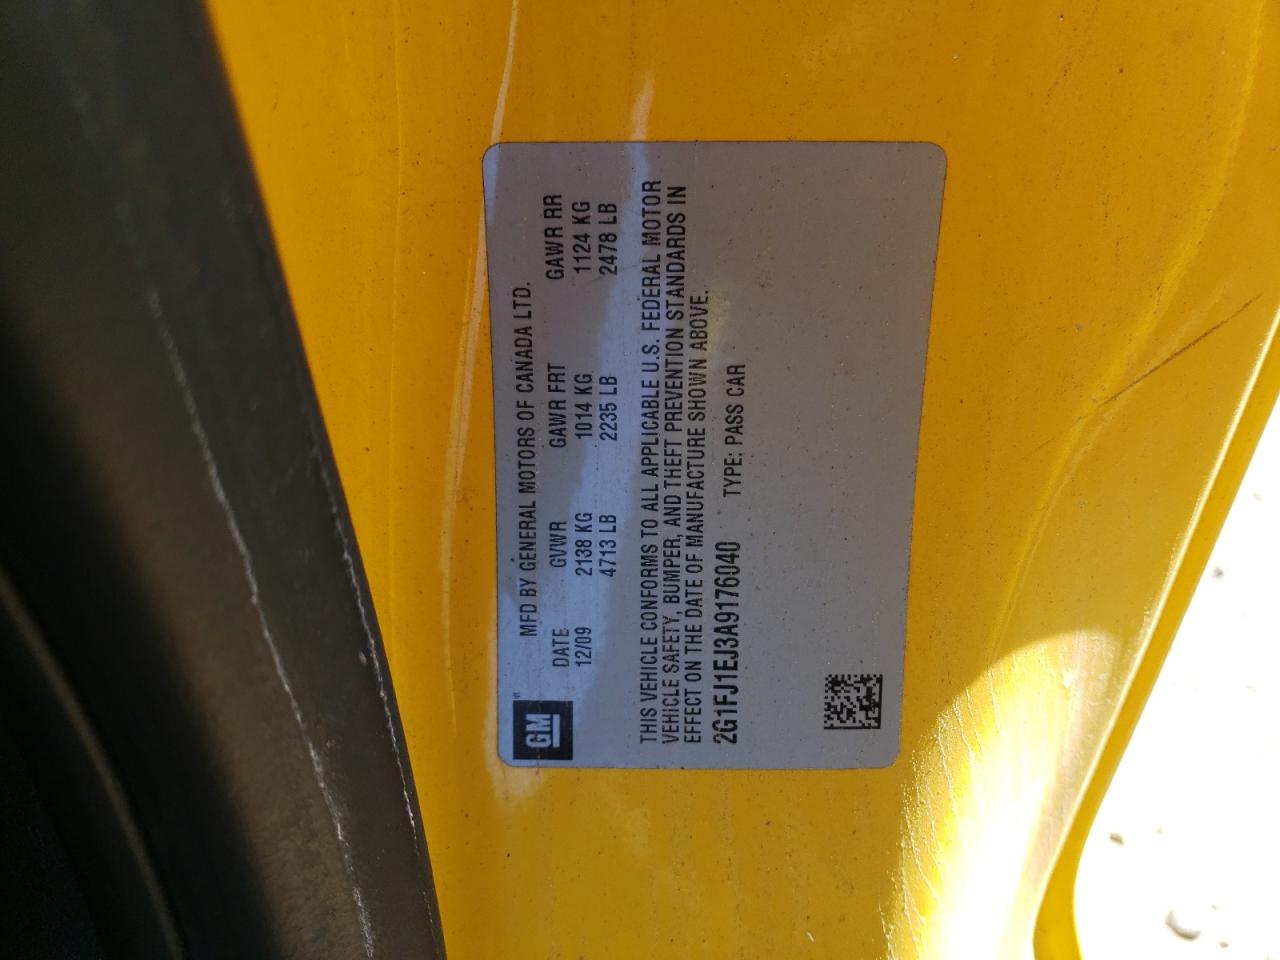 GM
MFD BY GENERAL MOTORS OF CANADA LTD.
DATE GVWR GAWR FRT GAWR RR
12/09 2138 KG 1014 KG 1124 KG
4713 LB 2235 LB 2478 LB
THIS VEHICLE CONFORMS TO ALL APPLICABLE U.S. FEDERAL MOTOR
VEHICLE SAFETY, BUMPER, AND THEFT PREVENTION STANDARDS IN
EFFECT ON THE DATE OF MANUFACTURE SHOWN ABOVE.
2G1FJ1EJ3A9176040 TYPE: PASS CAR